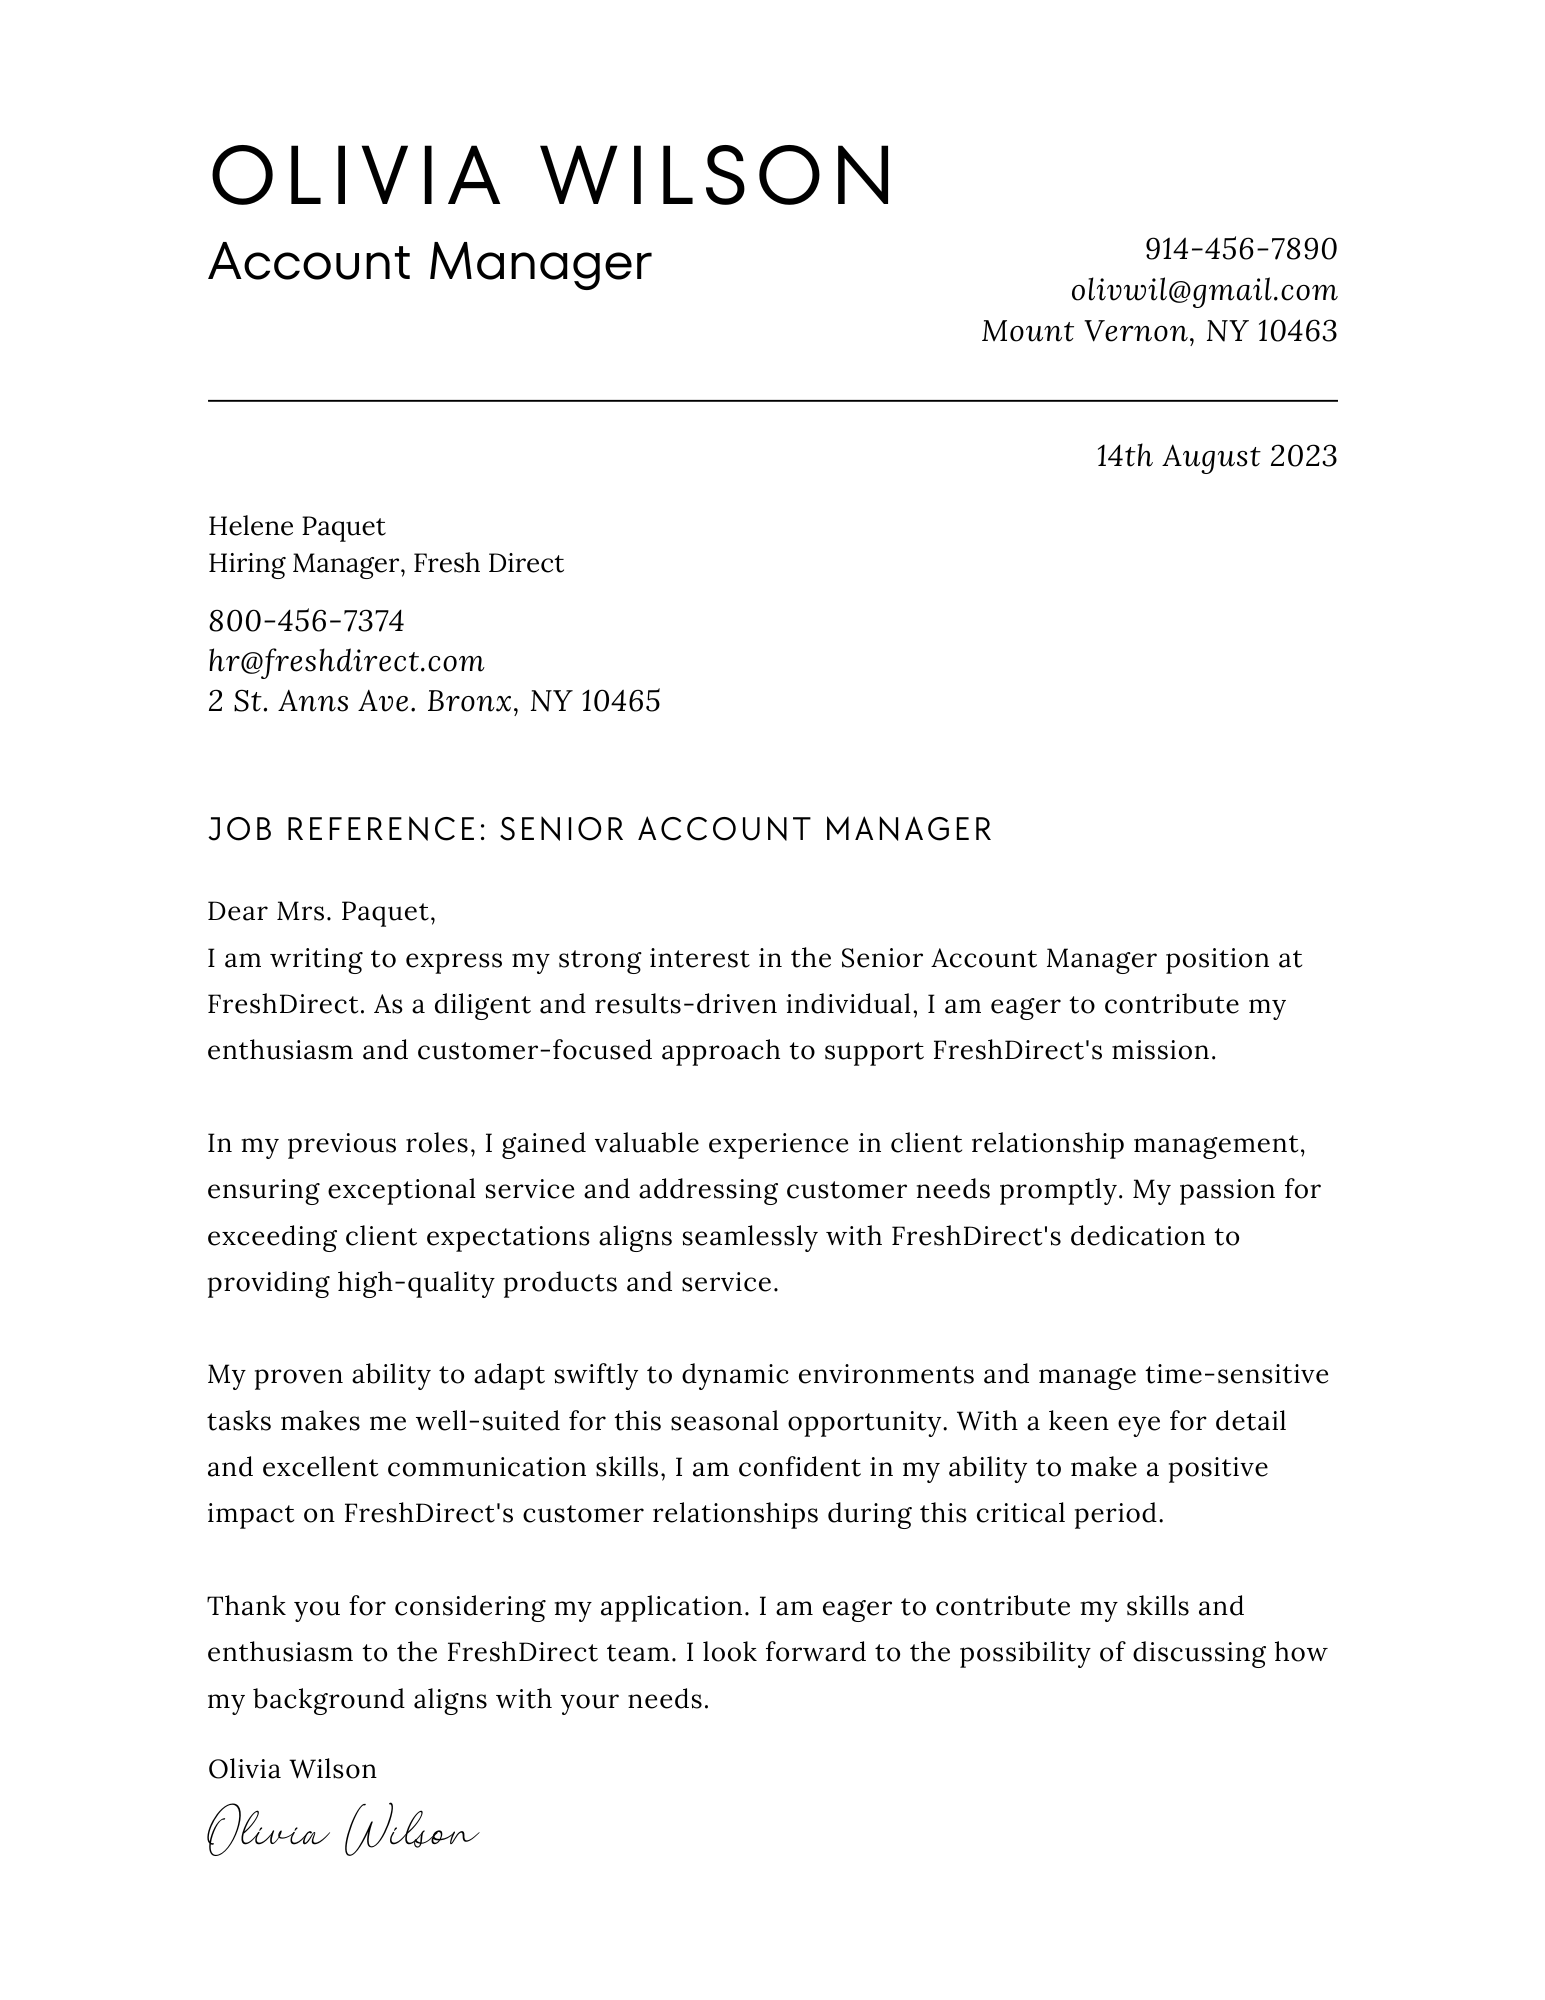 OLIVIA WILSON
Account Manager
914-456-7890
olivwil@gmail.com
Mount Vernon, NY 10463
14th August 2023
Helene Paquet
Hiring Manager, Fresh Direct
800-456-7374
hr@freshdirect.com
2 St. Anns Ave. Bronx, NY 10465
JOB REFERENCE: SENIOR ACCOUNT MANAGER
Dear Mrs. Paquet,
I am writing to express my strong interest in the Senior Account Manager position at
FreshDirect. As a diligent and results-driven individual, I am eager to contribute my
enthusiasm and customer-focused approach to support FreshDirect's mission.
In my previous roles, I gained valuable experience in client relationship management,
ensuring exceptional service and addressing customer needs promptly. My passion for
exceeding client expectations aligns seamlessly with FreshDirect's dedication to
providing high-quality products and service.
My proven ability to adapt swiftly to dynamic environments and manage time-sensitive
tasks makes me well-suited for this seasonal opportunity. With a keen eye for detail
and excellent communication skills, I am confident in my ability to make a positive
impact on FreshDirect's customer relationships during this critical period.
Thank you for considering my application. I am eager to contribute my skills and
enthusiasm to the FreshDirect team. I look forward to the possibility of discussing how
my background aligns with your needs.
Olivia Wilson
Olivia Wilson